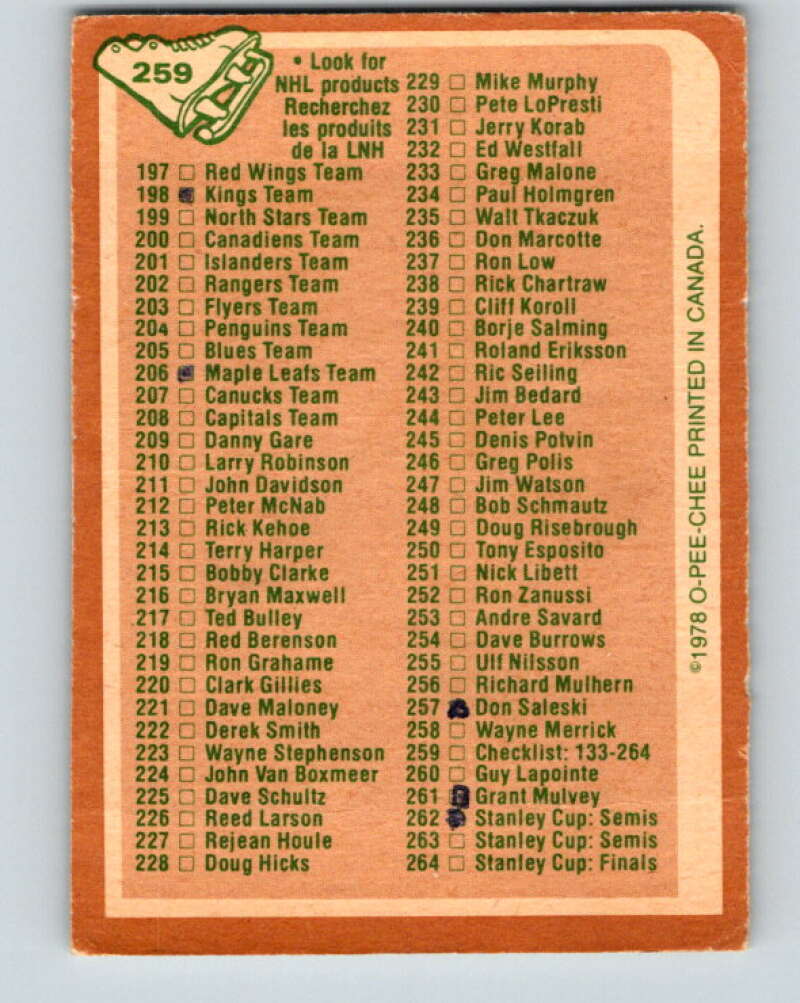 259
• Look for
NHL products
Recherchez
les produits
de la LNH
197 □ Red Wings Team
198 ■ Kings Team
199 □ North Stars Team
200 □ Canadiens Team
201 □ Islanders Team
202 □ Rangers Team
203 □ Flyers Team
204 □ Penguins Team
205 □ Blues Team
206 ■ Maple Leafs Team
207 □ Canucks Team
208 □ Capitals Team
209 □ Danny Gare
210 □ Larry Robinson
211 □ John Davidson
212 □ Peter McNab
213 □ Rick Kehoe
214 □ Terry Harper
215 □ Bobby Clarke
216 □ Bryan Maxwell
217 □ Ted Bulley
218 □ Red Berenson
219 □ Ron Grahame
220 □ Clark Gillies
221 □ Dave Maloney
222 □ Derek Smith
223 □ Wayne Stephenson
224 □ John Van Boxmeer
225 □ Dave Schultz
226 □ Reed Larson
227 □ Rejean Houle
228 □ Doug Hicks
229 □ Mike Murphy
230 □ Pete LoPresti
231 □ Jerry Korab
232 □ Ed Westfall
233 □ Greg Malone
234 □ Paul Holmgren
235 □ Walt Tkaczuk
236 □ Don Marcotte
237 □ Ron Low
238 □ Rick Chartraw
239 □ Cliff Koroll
240 □ Borje Salming
241 □ Roland Eriksson
242 □ Ric Seiling
243 □ Jim Bedard
244 □ Peter Lee
245 □ Denis Potvin
246 □ Greg Polis
247 □ Jim Watson
248 □ Bob Schmautz
249 □ Doug Risebrough
250 □ Tony Esposito
251 □ Nick Libett
252 □ Ron Zanussi
253 □ Andre Savard
254 □ Dave Burrows
255 □ Ulf Nilsson
256 □ Richard Mulhern
257 ■ Don Saleski
258 □ Wayne Merrick
259 □ Checklist: 133-264
260 □ Guy Lapointe
261 ■ Grant Mulvey
262 ■ Stanley Cup: Semis
263 □ Stanley Cup: Semis
264 □ Stanley Cup: Finals
©1978 O-PEE-CHEE PRINTED IN CANADA.